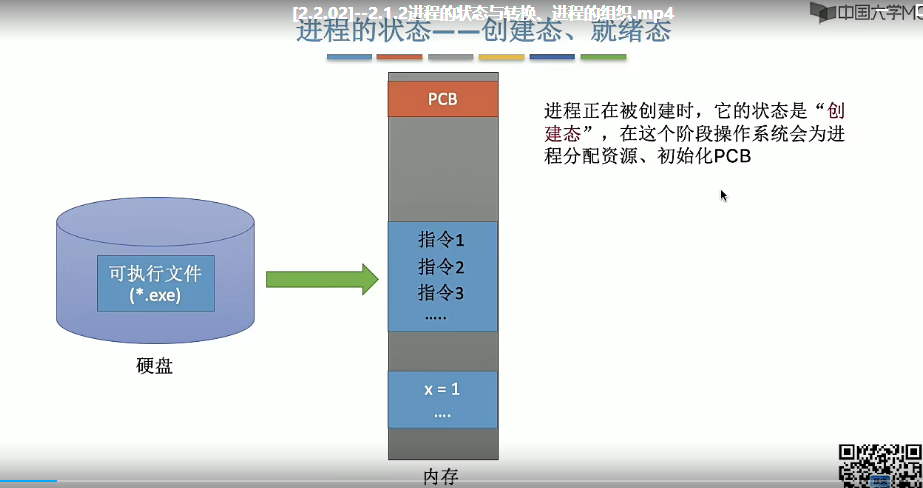 [2.2.02]--2.1.2进程的状态与转换、进程的组织.mp4
中国大学M
进程的状态——创建态、就绪态
PCB
进程正在被创建时，它的状态是“创
建态”，在这个阶段操作系统会为进
程分配资源、初始化PCB
指令1
指令2
指令3
…..
可执行文件
(*.exe)
硬盘
x = 1
….
内存